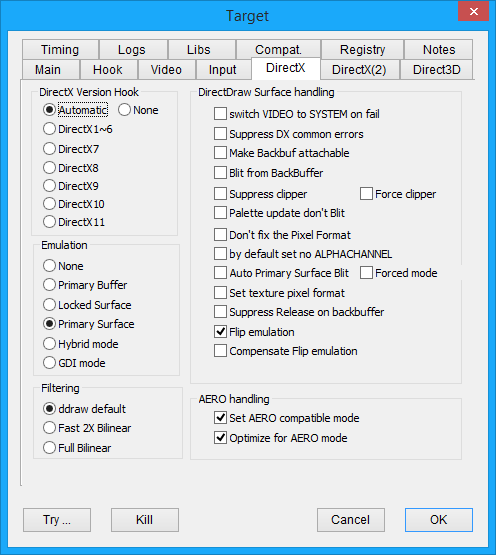 Target
Timing Logs Libs Compat. Registry Notes
Main Hook Video Input DirectX DirectX(2) Direct3D
DirectX Version Hook
Automatic None
DirectX1~6
DirectX7
DirectX8
DirectX9
DirectX10
DirectX11
Emulation
None
Primary Buffer
Locked Surface
Primary Surface
Hybrid mode
GDI mode
Filtering
ddraw default
Fast 2X Bilinear
Full Bilinear
DirectDraw Surface handling
switch VIDEO to SYSTEM on fail
Suppress DX common errors
Make Backbuf attachable
Blit from BackBuffer
Suppress clipper Force clipper
Palette update don't Blit
Don't fix the Pixel Format
by default set no ALPHACHANNEL
Auto Primary Surface Blit Forced mode
Set texture pixel format
Suppress Release on backbuffer
Flip emulation
Compensate Flip emulation
AERO handling
Set AERO compatible mode
Optimize for AERO mode
Try ... Kill Cancel OK